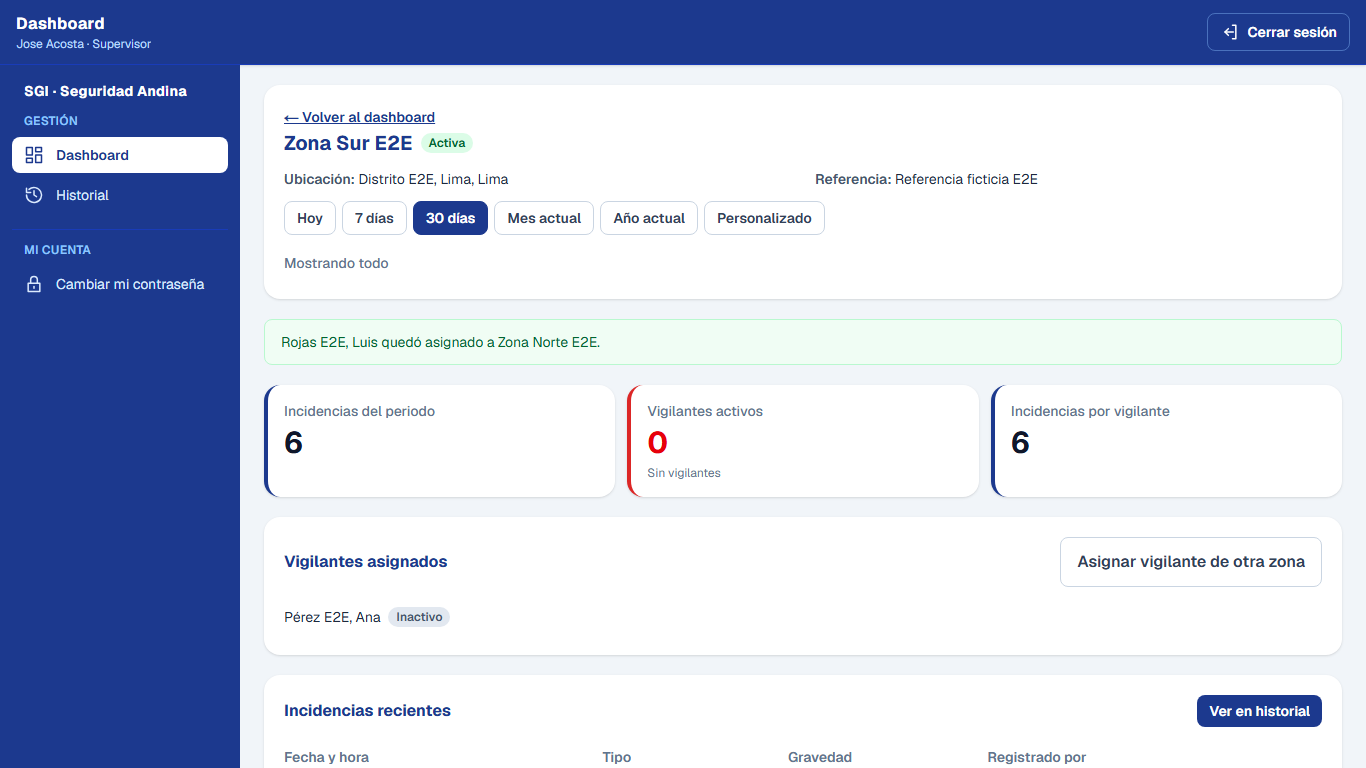 Dashboard
Jose Acosta · Supervisor
Cerrar sesión
SGI · Seguridad Andina
GESTIÓN
Dashboard
Historial
MI CUENTA
Cambiar mi contraseña
← Volver al dashboard
Zona Sur E2E Activa
Ubicación: Distrito E2E, Lima, Lima Referencia: Referencia ficticia E2E
Hoy 7 días 30 días Mes actual Año actual Personalizado
Mostrando todo
Rojas E2E, Luis quedó asignado a Zona Norte E2E.
Incidencias del periodo
6
Vigilantes activos
0
Sin vigilantes
Incidencias por vigilante
6
Vigilantes asignados
Asignar vigilante de otra zona
Pérez E2E, Ana Inactivo
Incidencias recientes
Ver en historial
Fecha y hora Tipo Gravedad Registrado por